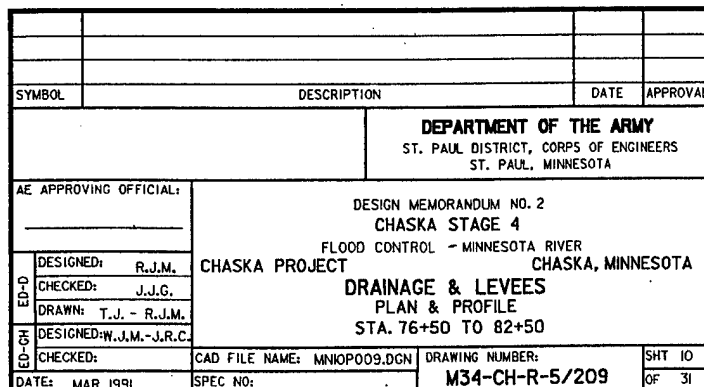 SYMBOL DESCRIPTION DATE APPROVAL
DEPARTMENT OF THE ARMY
ST. PAUL DISTRICT, CORPS OF ENGINEERS
ST. PAUL, MINNESOTA
AE APPROVING OFFICIAL:
DESIGN MEMORANDUM NO. 2
CHASKA STAGE 4
FLOOD CONTROL - MINNESOTA RIVER
CHASKA PROJECT CHASKA, MINNESOTA
DRAINAGE & LEVEES
PLAN & PROFILE
STA. 76+50 TO 82+50
ED-D
DESIGNED: R.J.M.
CHECKED: J.J.G.
DRAWN: T.J. - R.J.M.
ED-GH
DESIGNED: W.J.M.-J.R.C.
CHECKED:
DATE: MAR 1991
CAD FILE NAME: MNIOP009.DGN
SPEC NO:
DRAWING NUMBER:
M34-CH-R-5/209
SHT 10
OF 31